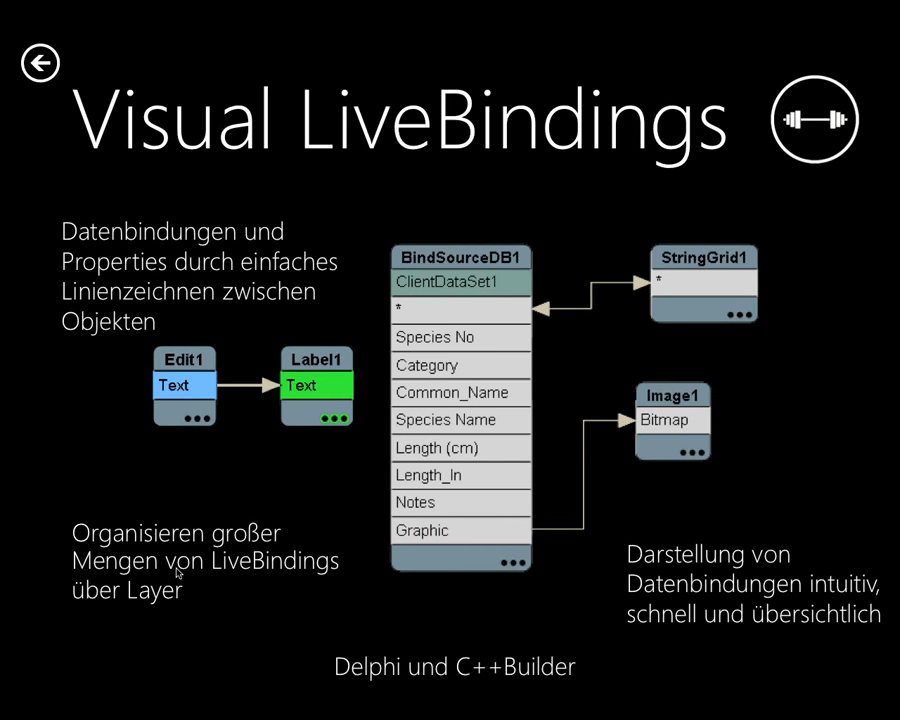 Visual LiveBindings
Datenbindungen und
Properties durch einfaches
Linienzeichnen zwischen
Objekten
Edit1
Text
Label1
Text
BindSourceDB1
ClientDataSet1
*
Species No
Category
Common_Name
Species Name
Length (cm)
Length_In
Notes
Graphic
StringGrid1
*
Image1
Bitmap
Organisieren großer
Mengen von LiveBindings
über Layer
Darstellung von
Datenbindungen intuitiv,
schnell und übersichtlich
Delphi und C++Builder